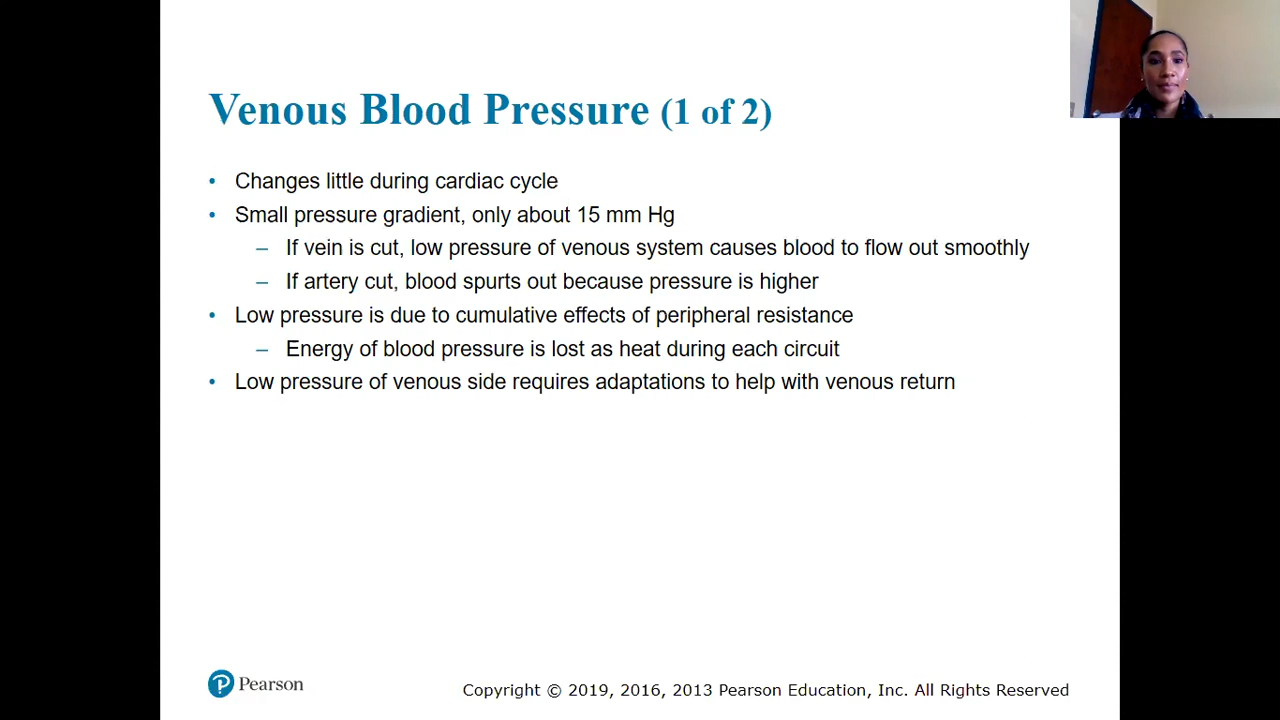 Venous Blood Pressure (1 of 2)
• Changes little during cardiac cycle
• Small pressure gradient, only about 15 mm Hg
– If vein is cut, low pressure of venous system causes blood to flow out smoothly
– If artery cut, blood spurts out because pressure is higher
• Low pressure is due to cumulative effects of peripheral resistance
– Energy of blood pressure is lost as heat during each circuit
• Low pressure of venous side requires adaptations to help with venous return
P Pearson
Copyright © 2019, 2016, 2013 Pearson Education, Inc. All Rights Reserved